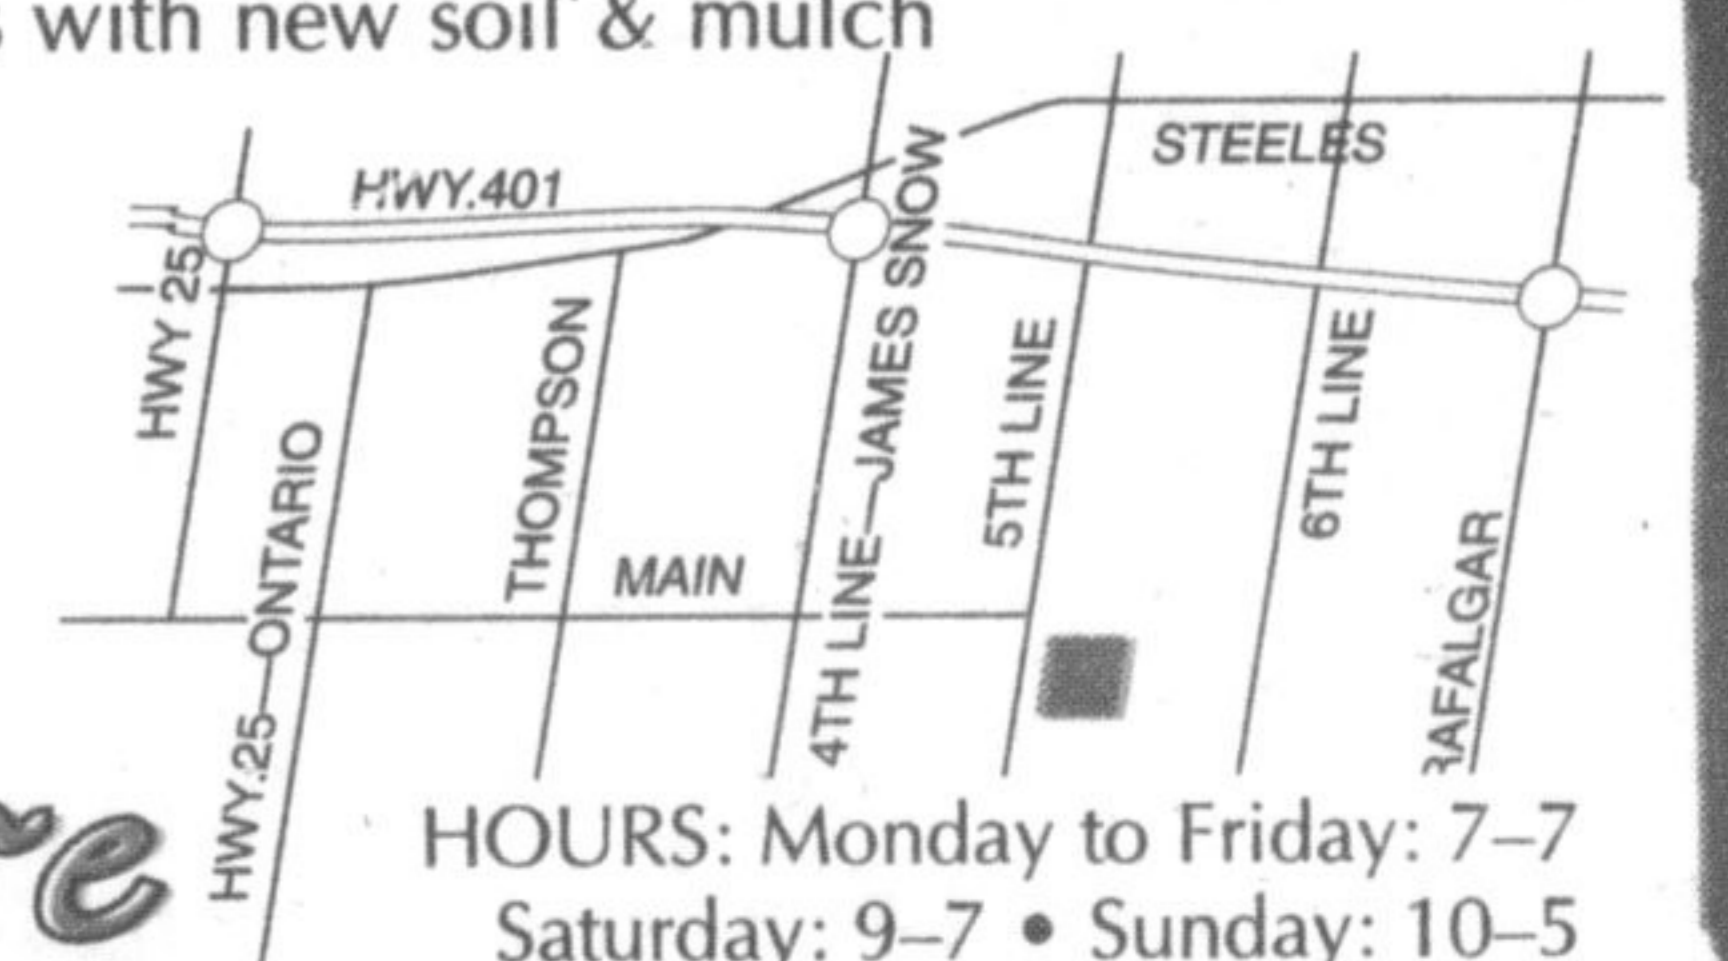 with new soil & mulch
STEELES
HWY.401
HWY 25
HWY.25—ONTARIO
THOMPSON
MAIN
4TH LINE—JAMES SNOW
5TH LINE
6TH LINE
RAFALGAR
HOURS: Monday to Friday: 7–7
Saturday: 9–7 • Sunday: 10–5